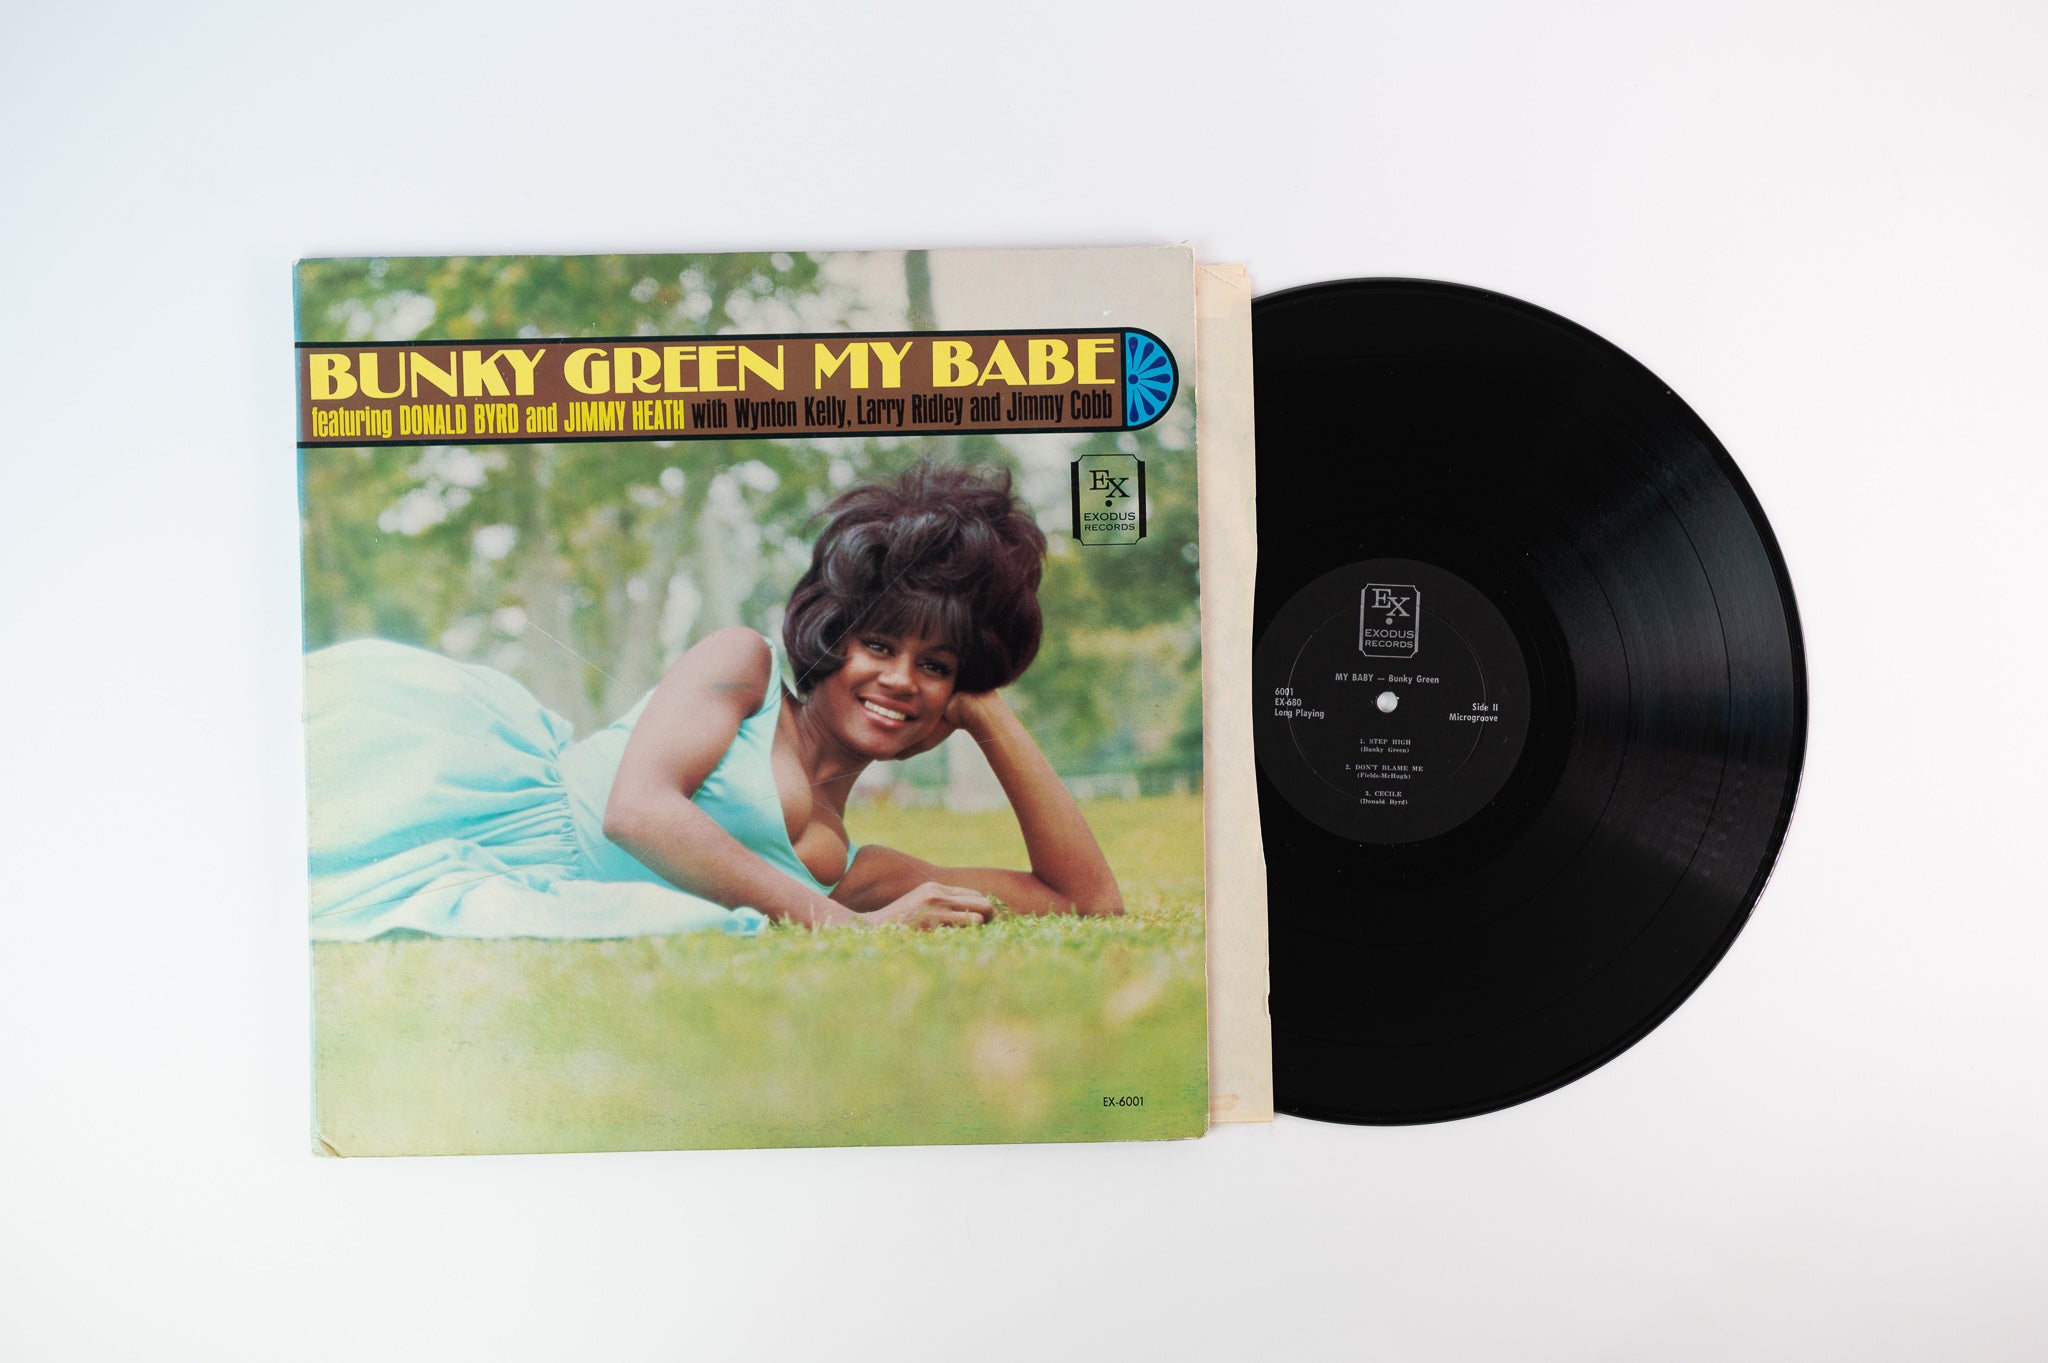 BUNKY GREEN MY BABE
featuring DONALD BYRD and JIMMY HEATH with Wynton Kelly, Larry Ridley and Jimmy Cobb
EX
EXODUS
RECORDS
EX-6001
EX
EXODUS
RECORDS
MY BABY — Bunky Green
6001
EX-680
Long Playing
Side II
Microgroove
1. STEP HIGH
(Bunky Green)
2. DON'T BLAME ME
(Fields-McHugh)
3. CECILE
(Donald Byrd)